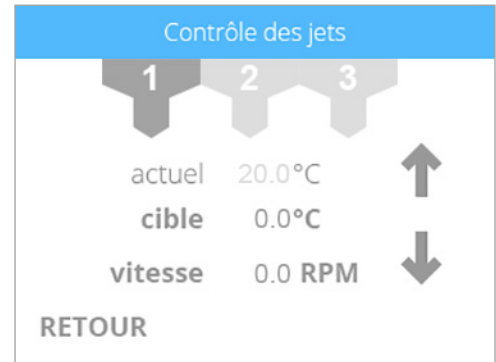 Contrôle des jets
1 2 3
actuel 20.0°C
cible 0.0°C
vitesse 0.0 RPM
RETOUR